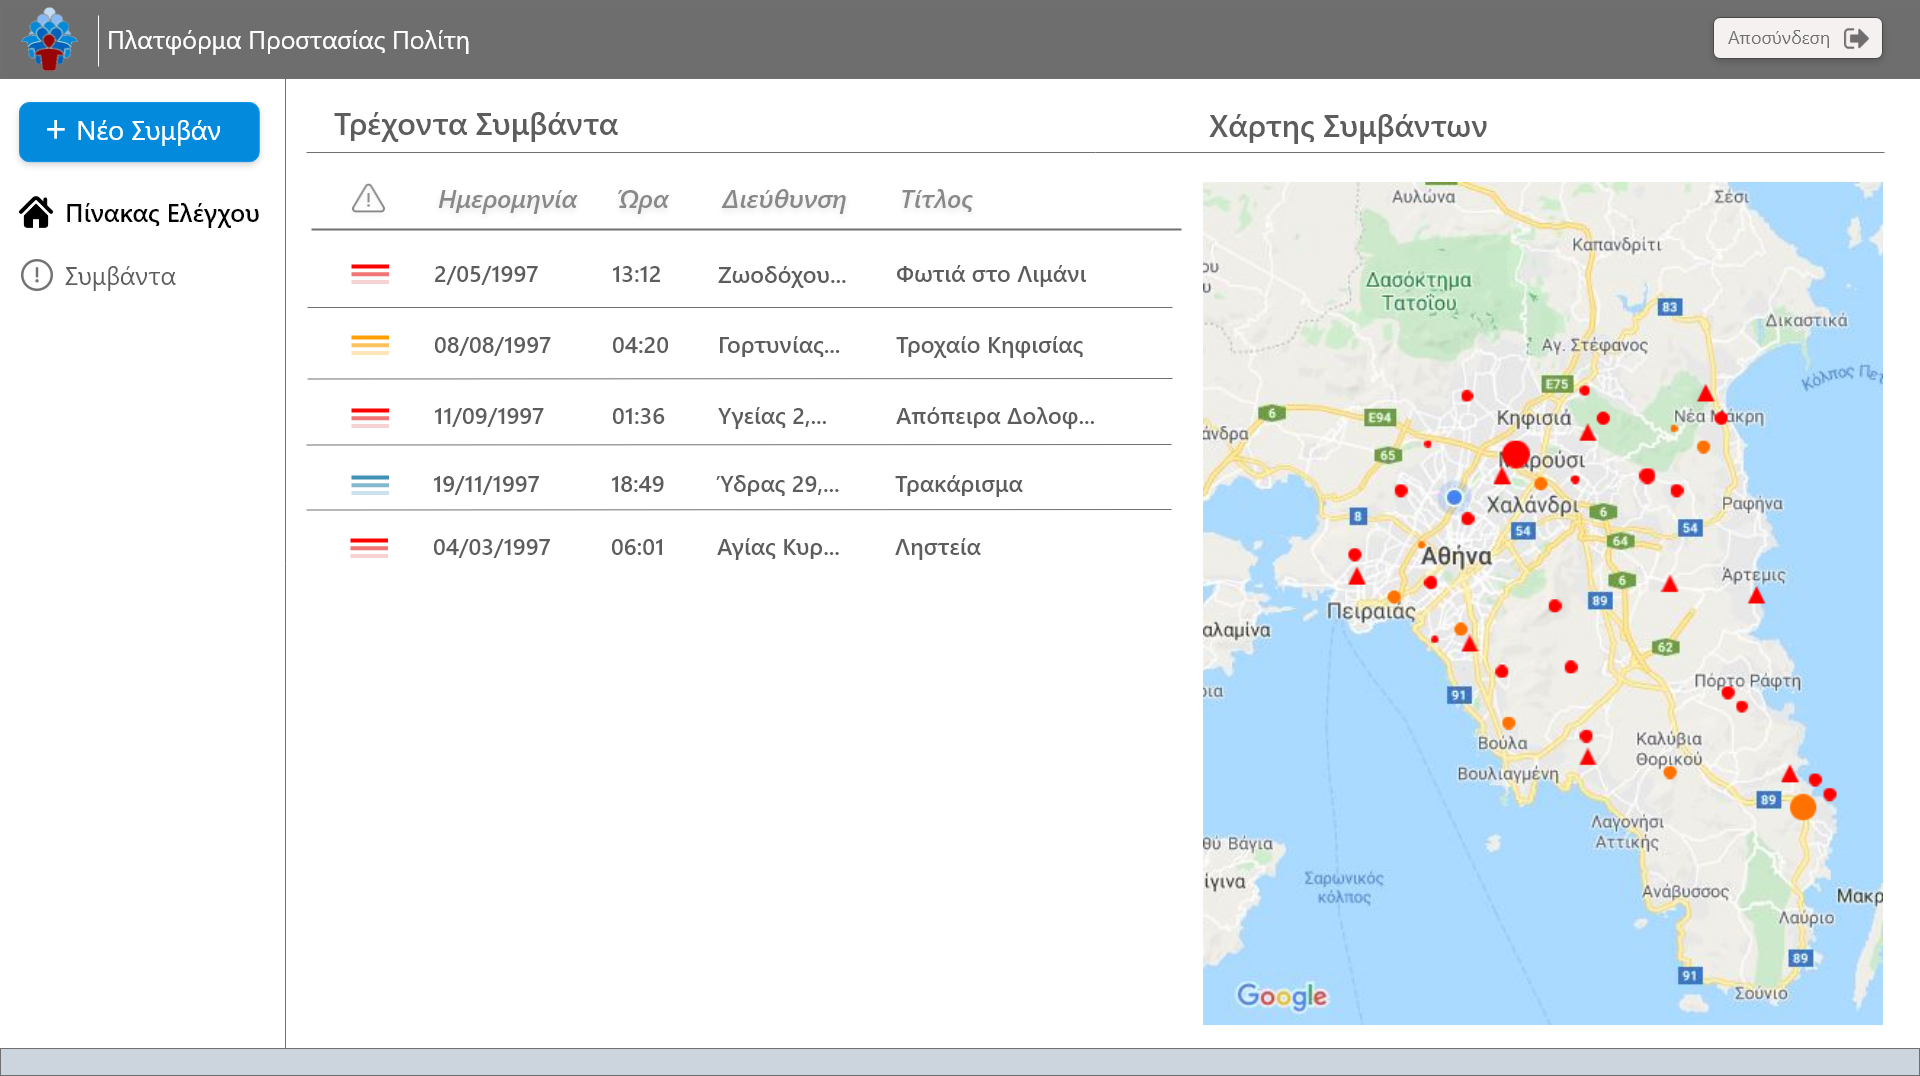 Πλατφόρμα Προστασίας Πολίτη
Αποσύνδεση
+ Νέο Συμβάν
Πίνακας Ελέγχου
Συμβάντα
Τρέχοντα Συμβάντα
Ημερομηνία Ώρα Διεύθυνση Τίτλος
2/05/1997 13:12 Ζωοδόχου... Φωτιά στο Λιμάνι
08/08/1997 04:20 Γορτυνίας... Τροχαίο Κηφισίας
11/09/1997 01:36 Υγείας 2,... Απόπειρα Δολοφ...
19/11/1997 18:49 Ύδρας 29,... Τρακάρισμα
04/03/1997 06:01 Αγίας Κυρ... Ληστεία
Χάρτης Συμβάντων
Αυλώνα
Σέσι
Καπανδρίτι
Δασόκτημα
Τατοΐου
83
Δικαστικά
Αγ. Στέφανος
Κόλπος Πε
E75
6
E94
Κηφισιά
Νέα Μάκρη
άνδρα
65
Μαρούσι
Χαλάνδρι
6
Ραφήνα
8
54
54
64
Αθήνα
Άρτεμις
6
89
Πειραιάς
αλαμίνα
62
Πόρτο Ράφτη
ρια
91
Βούλα
Καλύβια
Θορικού
Βουλιαγμένη
89
Λαγονήσι
Αττικής
θύ Βάγια
ίγινα
Σαρωνικός
κόλπος
Ανάβυσσος
Μακρ
Λαύριο
89
91
Σούνιο
Google